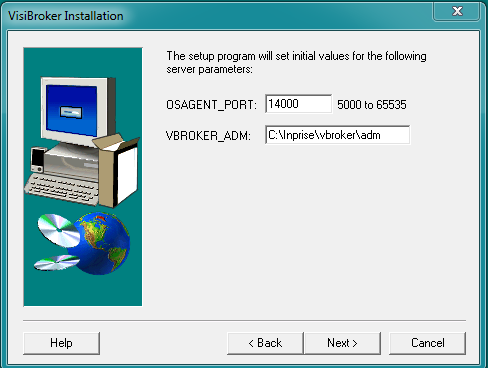 VisiBroker Installation
The setup program will set initial values for the following
server parameters:
OSAGENT_PORT: 14000 5000 to 65535
VBROKER_ADM: C:\Inprise\vbroker\adm
Help < Back Next > Cancel